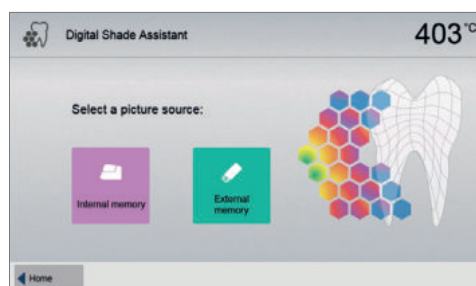 Digital Shade Assistant
403 °C
Select a picture source:
Internal memory
External
memory
Home